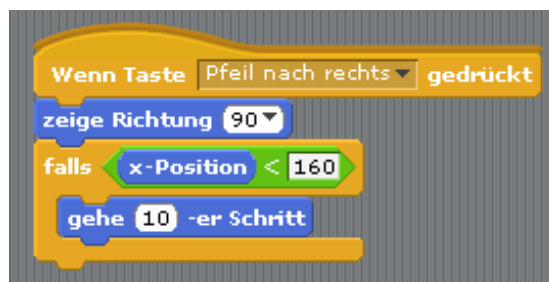 Wenn Taste Pfeil nach rechts gedrückt
zeige Richtung 90
falls x-Position < 160
gehe 10 -er Schritt